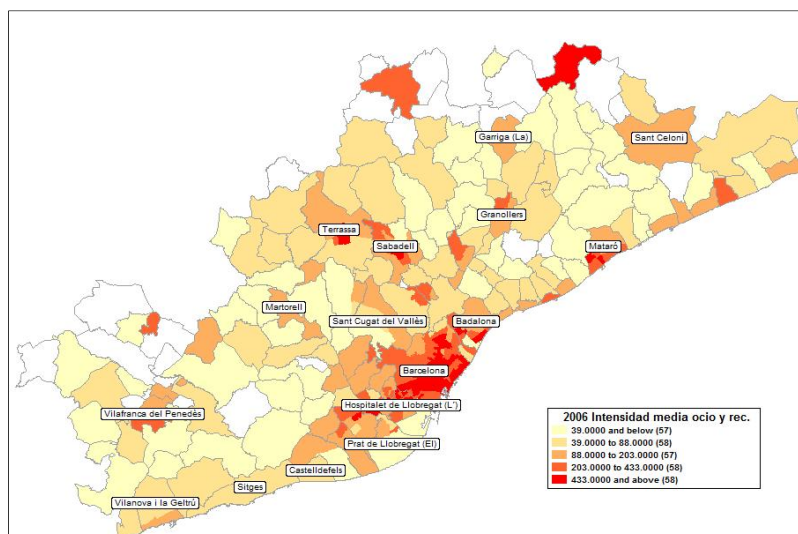 Garriga (La)
Sant Celoni
Granollers
Terrassa
Sabadell
Mataró
Martorell
Sant Cugat del Vallès
Badalona
Barcelona
Hospitalet de Llobregat (L')
Vilafranca del Penedès
Prat de Llobregat (El)
Castelldefels
Sitges
Vilanova i la Geltrú
2006 Intensidad media ocio y rec.
39.0000 and below (57)
39.0000 to 88.0000 (58)
88.0000 to 203.0000 (57)
203.0000 to 433.0000 (58)
433.0000 and above (58)